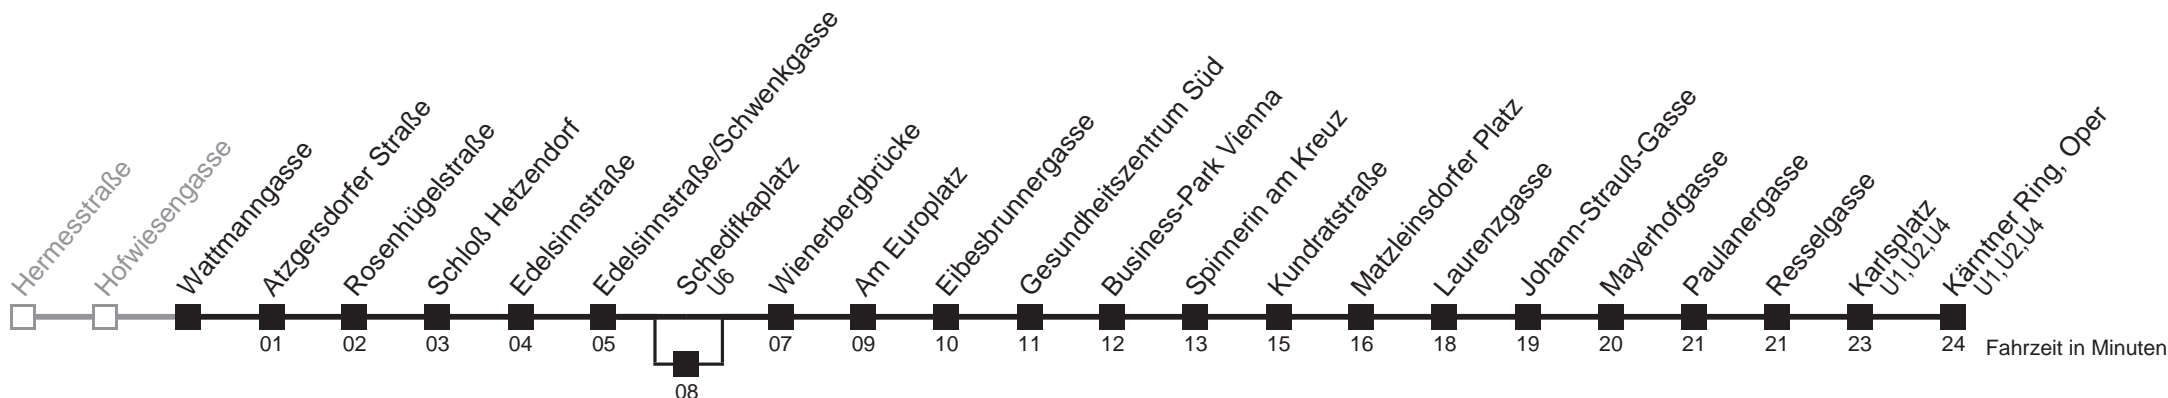 Hermesstraße
Hofwiesengasse
Wattmanngasse
Atzgersdorfer Straße
Rosenhügelstraße
Schloß Hetzendorf
Edelsinnstraße
Edelsinnstraße/Schwenkgasse
Schedifkaplatz
U6
Wienerbergbrücke
Am Europlatz
Eibesbrunnergasse
Gesundheitszentrum Süd
Business-Park Vienna
Spinnerin am Kreuz
Kundratstraße
Matzleinsdorfer Platz
Laurenzgasse
Johann-Strauß-Gasse
Mayerhofgasse
Paulanergasse
Resselgasse
Karlsplatz
U1,U2,U4
Kärntner Ring, Oper
U1,U2,U4
01 02 03 04 05 07 09 10 11 12 13 15 16 18 19 20 21 21 23 24 Fahrzeit in Minuten
08